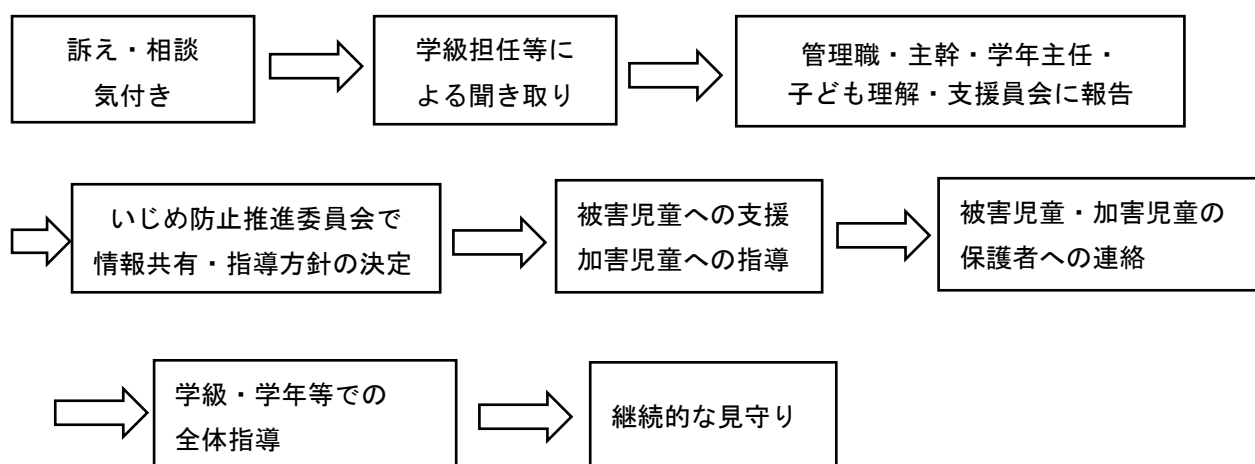 訴え・相談
気付き
学級担任等に
よる聞き取り
管理職・主幹・学年主任・
子ども理解・支援員会に報告
いじめ防止推進委員会で
情報共有・指導方針の決定
被害児童への支援
加害児童への指導
被害児童・加害児童の
保護者への連絡
学級・学年等での
全体指導
継続的な見守り